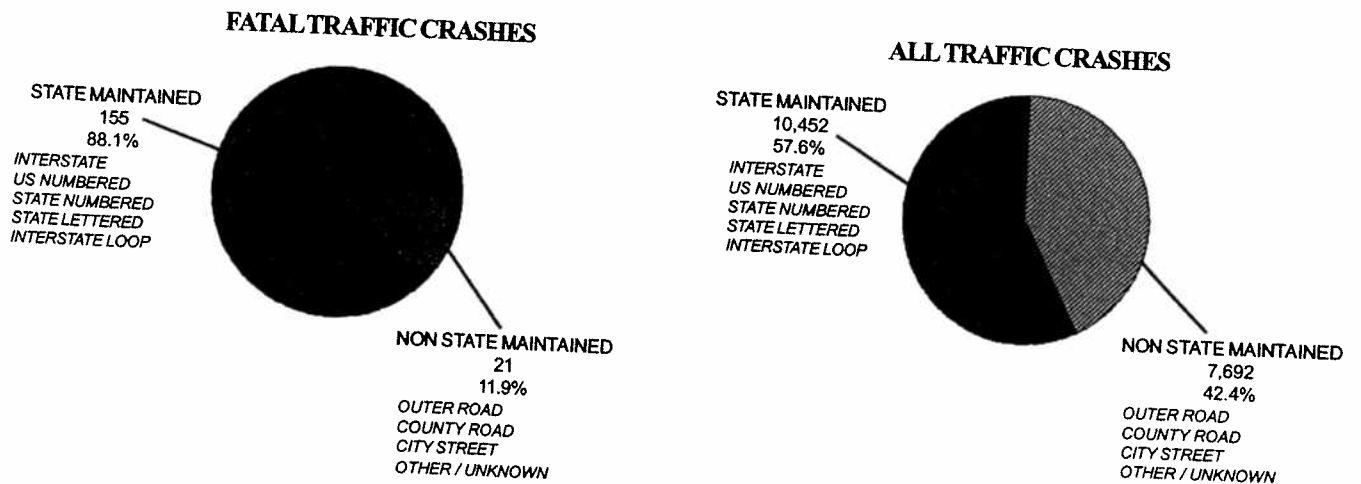 FATAL TRAFFIC CRASHES
STATE MAINTAINED
155
88.1%
INTERSTATE
US NUMBERED
STATE NUMBERED
STATE LETTERED
INTERSTATE LOOP
NON STATE MAINTAINED
21
11.9%
OUTER ROAD
COUNTY ROAD
CITY STREET
OTHER / UNKNOWN
ALL TRAFFIC CRASHES
STATE MAINTAINED
10,452
57.6%
INTERSTATE
US NUMBERED
STATE NUMBERED
STATE LETTERED
INTERSTATE LOOP
NON STATE MAINTAINED
7,692
42.4%
OUTER ROAD
COUNTY ROAD
CITY STREET
OTHER / UNKNOWN